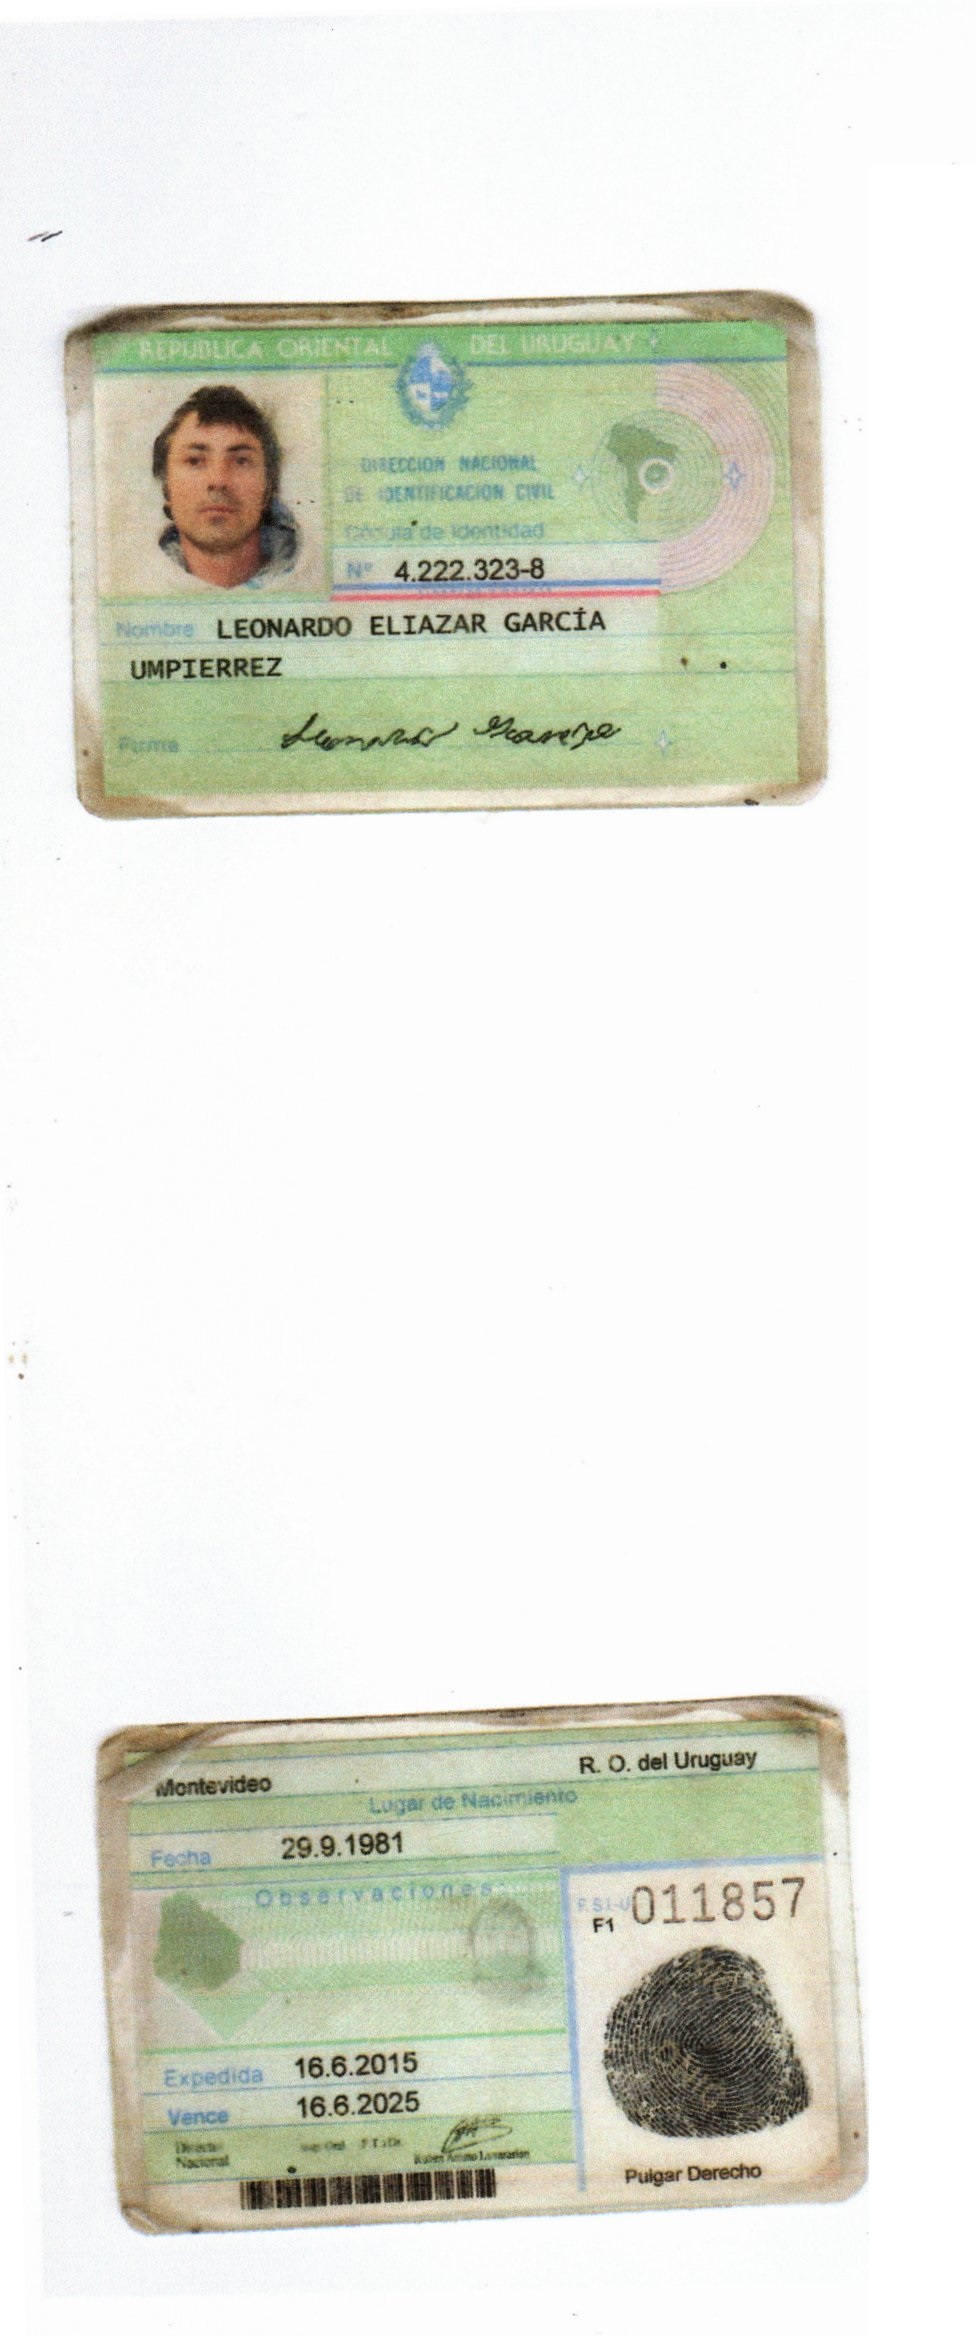 REPUBLICA ORIENTAL DEL URUGUAY
DIRECCION NACIONAL
DE IDENTIFICACION CIVIL
Cédula de Identidad
Nº 4.222.323-8
Nombre LEONARDO ELIAZAR GARCÍA
UMPIERREZ
Firma
Montevideo R. O. del Uruguay
Lugar de Nacimiento
Fecha 29.9.1981
Observaciones
F1 011857
Expedida 16.6.2015
Vence 16.6.2025
Director
Nacional
Pulgar Derecho